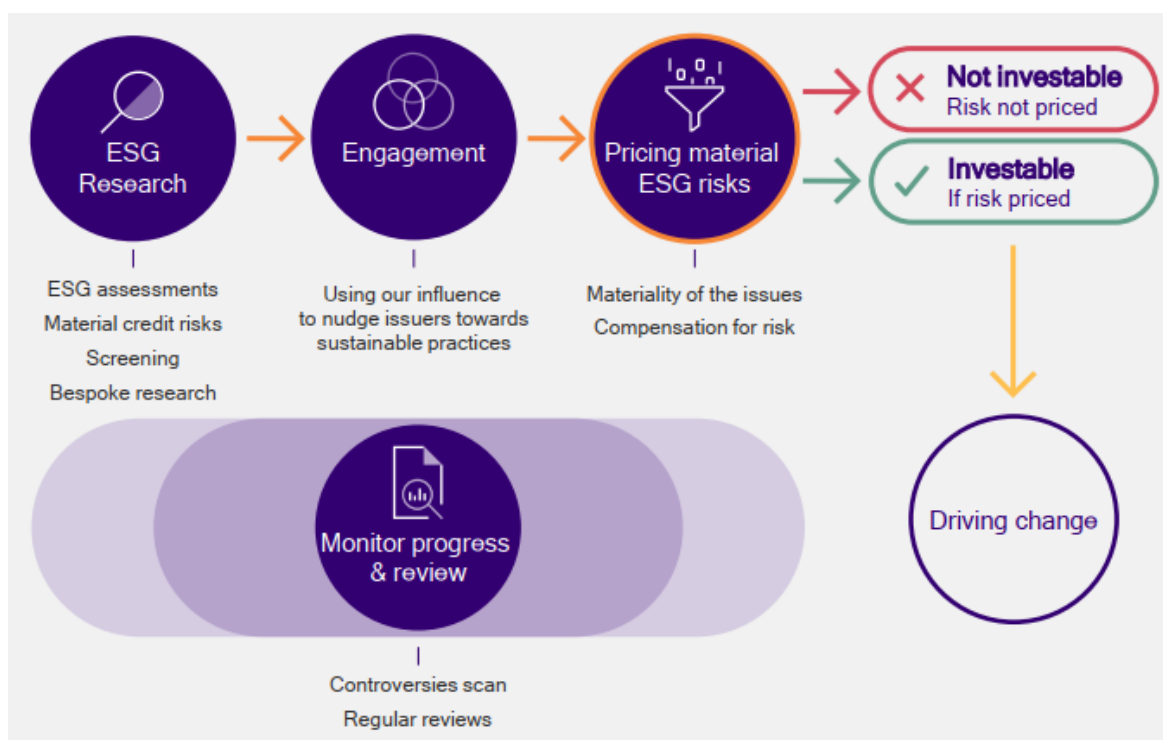 ESG
Research
Engagement
Pricing material
ESG risks
Not investable
Risk not priced
Investable
If risk priced
ESG assessments
Material credit risks
Screening
Bespoke research
Using our influence
to nudge issuers towards
sustainable practices
Materiality of the issues
Compensation for risk
Monitor progress
& review
Driving change
Controversies scan
Regular reviews